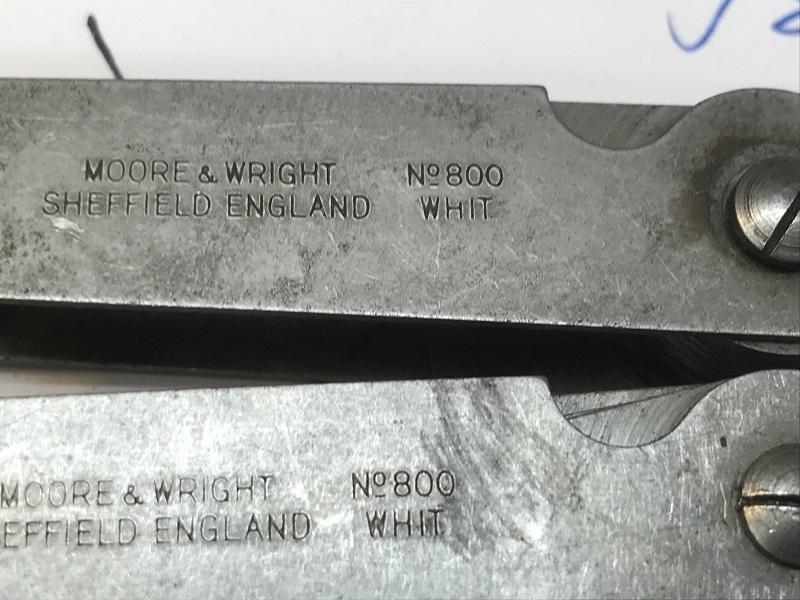 MOORE & WRIGHT Nº800
SHEFFIELD ENGLAND WHIT.
MOORE & WRIGHT Nº800
EFFIELD ENGLAND WHIT.